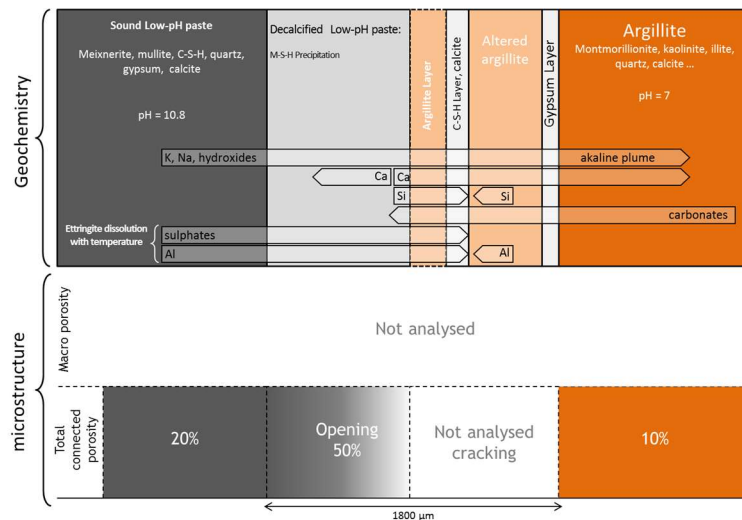 Geochemistry
Sound Low-pH paste
Meixnerite, mullite, C-S-H, quartz,
gypsum, calcite
pH = 10.8
Decalcified Low-pH paste:
M-S-H Precipitation
Argillite Layer
C-S-H Layer, calcite
Altered
argillite
Gypsum Layer
Argillite
Montmorillionite, kaolinite, illite,
quartz, calcite ...
pH = 7
K, Na, hydroxides
akaline plume
Ca
Ca
Si
Si
carbonates
Ettringite dissolution
with temperature
sulphates
Al
Al
microstructure
Macro porosity
Not analysed
Total
connected
porosity
20%
Opening
50%
Not analysed
cracking
10%
1800 µm